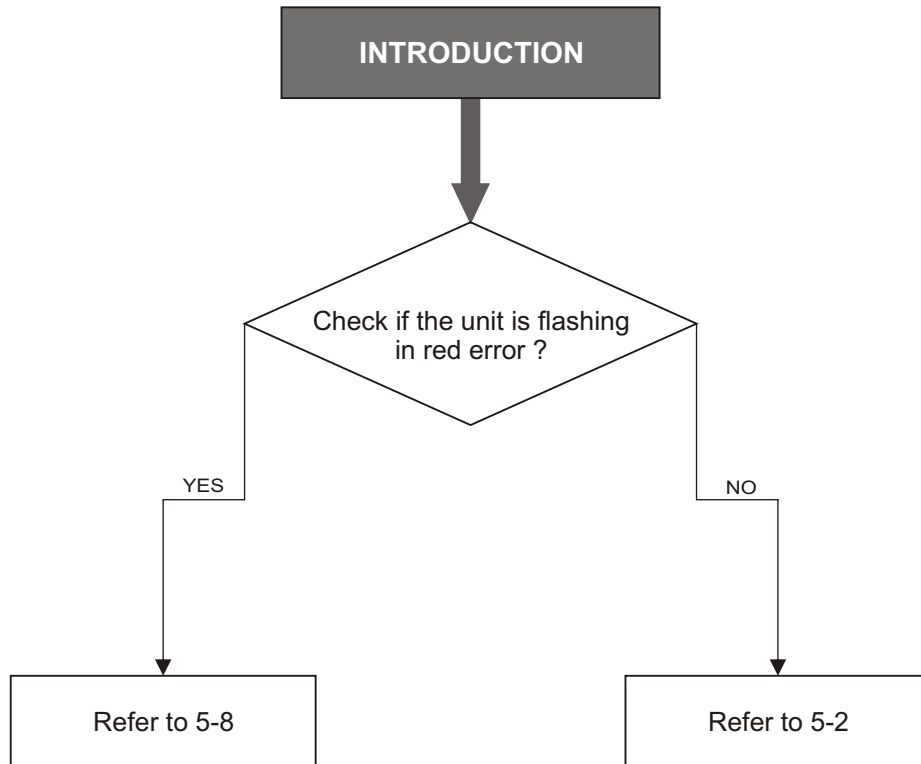 INTRODUCTION
Check if the unit is flashing
in red error ?
YES
NO
Refer to 5-8
Refer to 5-2